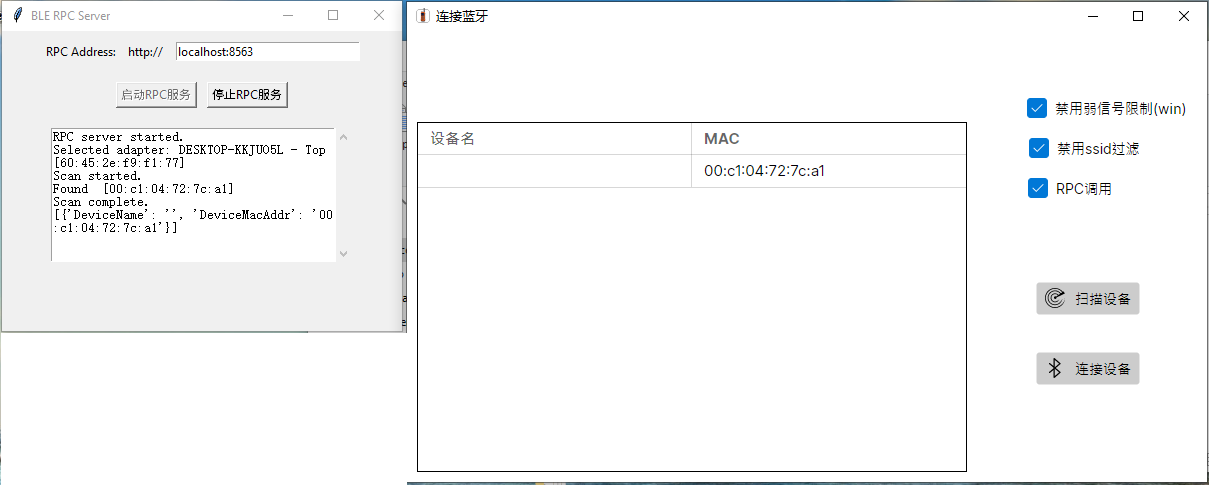 BLE RPC Server
RPC Address: http:// localhost:8563
启动RPC服务 停止RPC服务
RPC server started.
Selected adapter: DESKTOP-KKJUO5L - Top
[60:45:2e:f9:f1:77]
Scan started.
Found [00:c1:04:72:7c:a1]
Scan complete.
[{'DeviceName': '', 'DeviceMacAddr': '00
:c1:04:72:7c:a1'}]
连接蓝牙
设备名 MAC
00:c1:04:72:7c:a1
禁用弱信号限制(win)
禁用ssid过滤
RPC调用
扫描设备
连接设备